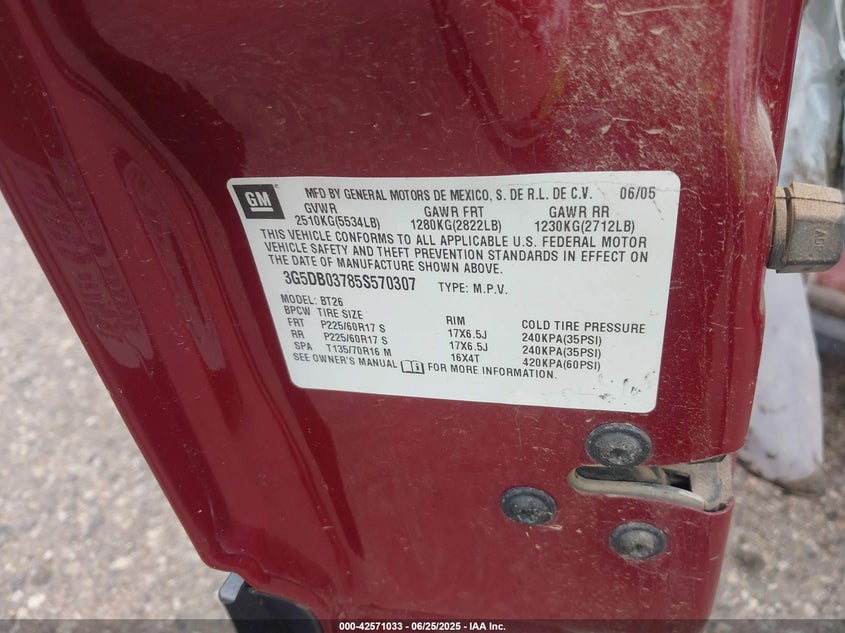 GM
MFD BY GENERAL MOTORS DE MEXICO, S. DE R.L. DE C.V. 06/05
GVWR GAWR FRT GAWR RR
2510KG(5534LB) 1280KG(2822LB) 1230KG(2712LB)
THIS VEHICLE CONFORMS TO ALL APPLICABLE U.S. FEDERAL MOTOR
VEHICLE SAFETY AND THEFT PREVENTION STANDARDS IN EFFECT ON
THE DATE OF MANUFACTURE SHOWN ABOVE.
3G5DB03785S570307 TYPE: M.P.V.
MODEL: BT26
BPCW TIRE SIZE RIM COLD TIRE PRESSURE
FRT P225/60R17 S 17X6.5J 240KPA(35PSI)
RR P225/60R17 S 17X6.5J 240KPA(35PSI)
SPA T135/70R16 M 16X4T 420KPA(60PSI)
SEE OWNER'S MANUAL FOR MORE INFORMATION.
000-42571033 - 06/25/2025 - IAA Inc.